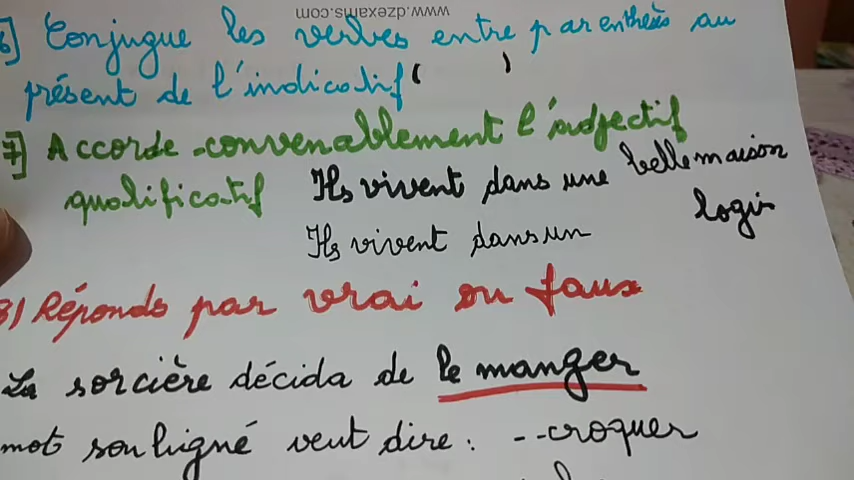 www.dzexams.com
6] Conjugue les verbes entre parenthèses au
présent de l'indicatif ( )
7] Accorde convenablement l'adjectif
qualificatif Ils vivent dans une belle maison
Ils vivent dans un logis
8) Réponds par vrai ou faux
La sorcière décida de le manger
mot souligné veut dire : --croquer